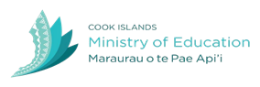 COOK ISLANDS
Ministry of Education
Maraurau o te Pae Api'i